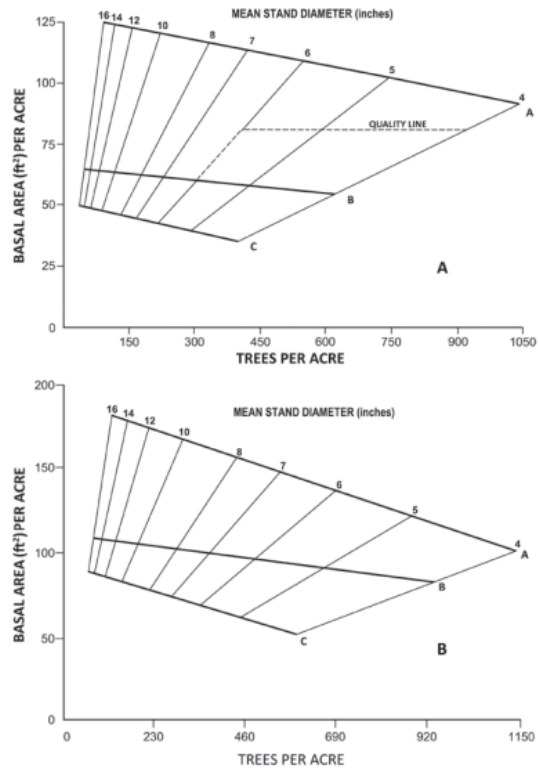 MEAN STAND DIAMETER (inches)
16 14 12 10 8 7 6 5 4
A
QUALITY LINE
B
C
A
125
100
75
50
25
0
BASAL AREA (ft²) PER ACRE
150 300 450 600 750 900 1050
TREES PER ACRE
MEAN STAND DIAMETER (inches)
16 14 12 10 8 7 6 5 4
A
B
C
B
200
150
100
50
0
BASAL AREA (ft²) PER ACRE
0 230 460 690 920 1150
TREES PER ACRE